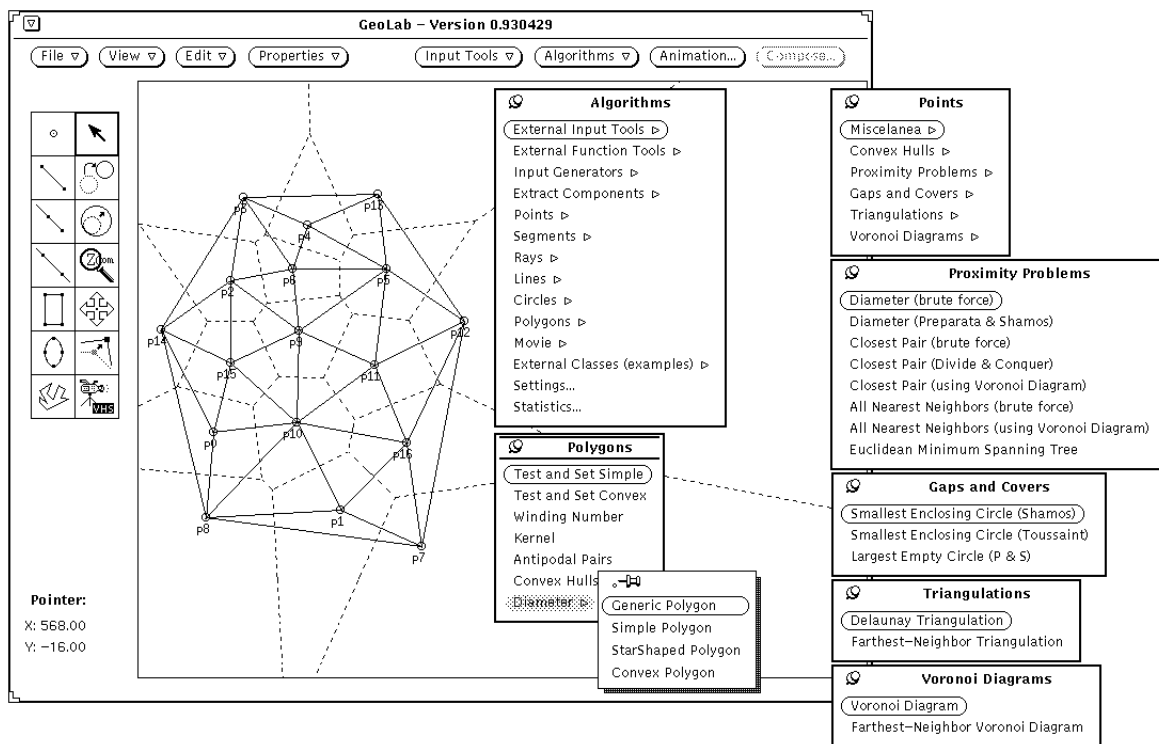 GeoLab – Version 0.930429
File
View
Edit
Properties
Input Tools
Algorithms
Animation...
Compose...
Zoom
VHS
Pointer:
X: 568.00
Y: –16.00
p3
p13
p4
p6
p5
p2
p14
p9
p12
p15
p11
p10
p0
p16
p8
p1
p7
Algorithms
External Input Tools
External Function Tools
Input Generators
Extract Components
Points
Segments
Rays
Lines
Circles
Polygons
Movie
External Classes (examples)
Settings...
Statistics...
Polygons
Test and Set Simple
Test and Set Convex
Winding Number
Kernel
Antipodal Pairs
Convex Hulls
Diameter
Generic Polygon
Simple Polygon
StarShaped Polygon
Convex Polygon
Points
Miscelanea
Convex Hulls
Proximity Problems
Gaps and Covers
Triangulations
Voronoi Diagrams
Proximity Problems
Diameter (brute force)
Diameter (Preparata & Shamos)
Closest Pair (brute force)
Closest Pair (Divide & Conquer)
Closest Pair (using Voronoi Diagram)
All Nearest Neighbors (brute force)
All Nearest Neighbors (using Voronoi Diagram)
Euclidean Minimum Spanning Tree
Gaps and Covers
Smallest Enclosing Circle (Shamos)
Smallest Enclosing Circle (Toussaint)
Largest Empty Circle (P & S)
Triangulations
Delaunay Triangulation
Farthest–Neighbor Triangulation
Voronoi Diagrams
Voronoi Diagram
Farthest–Neighbor Voronoi Diagram